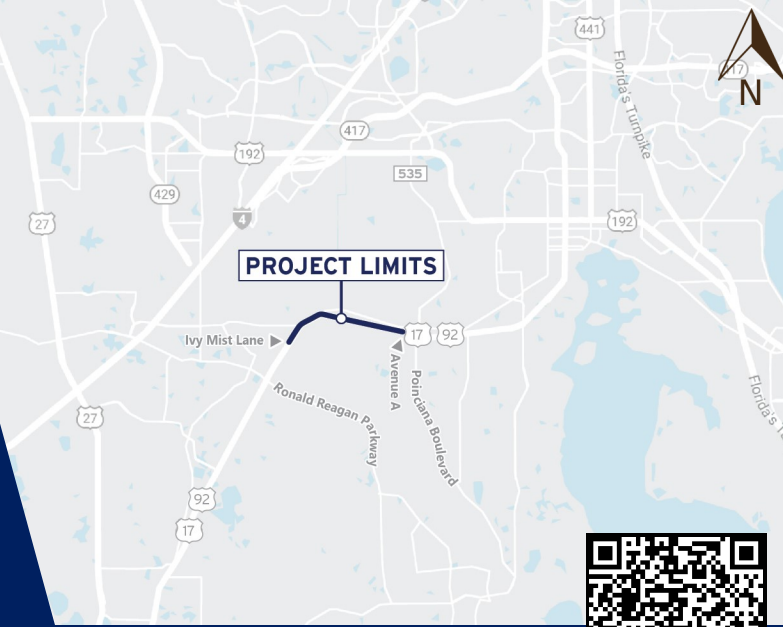 441
Florida's Turnpike
417
N
417
192
535
429
27
4
192
PROJECT LIMITS
Ivy Mist Lane
17
92
Avenue A
Poinciana Boulevard
Ronald Reagan Parkway
27
92
17